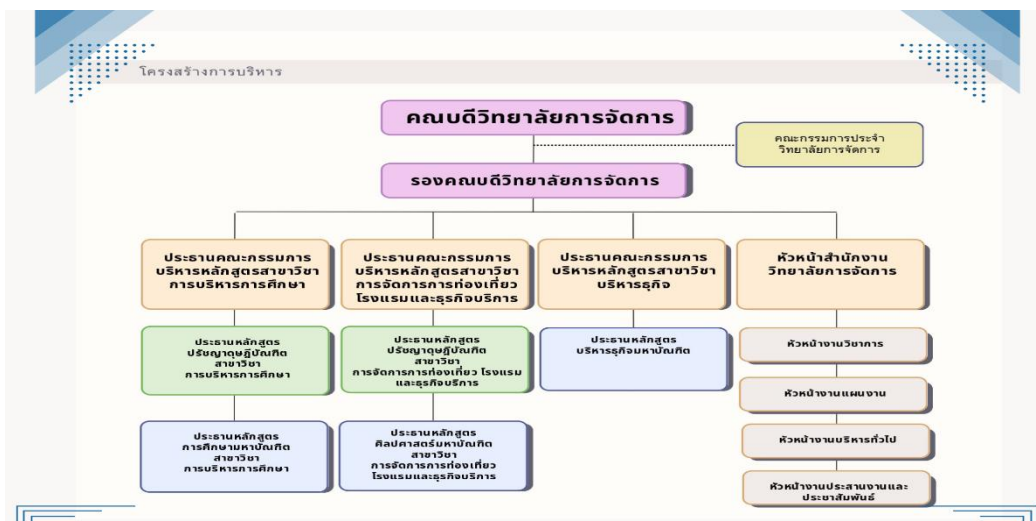 โครงสร้างการบริหาร
คณบดีวิทยาลัยการจัดการ
คณะกรรมการประจำ
วิทยาลัยการจัดการ
รองคณบดีวิทยาลัยการจัดการ
ประธานคณะกรรมการ
บริหารหลักสูตรสาขาวิชา
การบริหารการศึกษา
ประธานคณะกรรมการ
บริหารหลักสูตรสาขาวิชา
การจัดการการท่องเที่ยว
โรงแรมและธุรกิจบริการ
ประธานคณะกรรมการ
บริหารหลักสูตรสาขาวิชา
บริหารธุรกิจ
หัวหน้าสำนักงาน
วิทยาลัยการจัดการ
ประธานหลักสูตร
ปรัชญาดุษฎีบัณฑิต
สาขาวิชา
การบริหารการศึกษา
ประธานหลักสูตร
ปรัชญาดุษฎีบัณฑิต
สาขาวิชา
การจัดการการท่องเที่ยว โรงแรม
และธุรกิจบริการ
ประธานหลักสูตร
บริหารธุรกิจมหาบัณฑิต
หัวหน้างานวิชาการ
หัวหน้างานแผนงาน
ประธานหลักสูตร
การศึกษามหาบัณฑิต
สาขาวิชา
การบริหารการศึกษา
ประธานหลักสูตร
ศิลปศาสตร์มหาบัณฑิต
สาขาวิชา
การจัดการการท่องเที่ยว
โรงแรมและธุรกิจบริการ
หัวหน้างานบริหารทั่วไป
หัวหน้างานประสานงานและ
ประชาสัมพันธ์